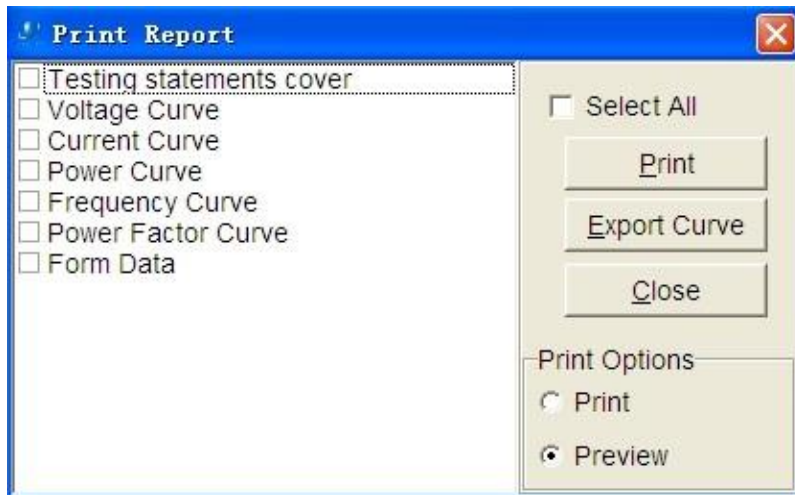 Print Report
Testing statements cover
Voltage Curve
Current Curve
Power Curve
Frequency Curve
Power Factor Curve
Form Data
Select All
Print
Export Curve
Close
Print Options
Print
Preview